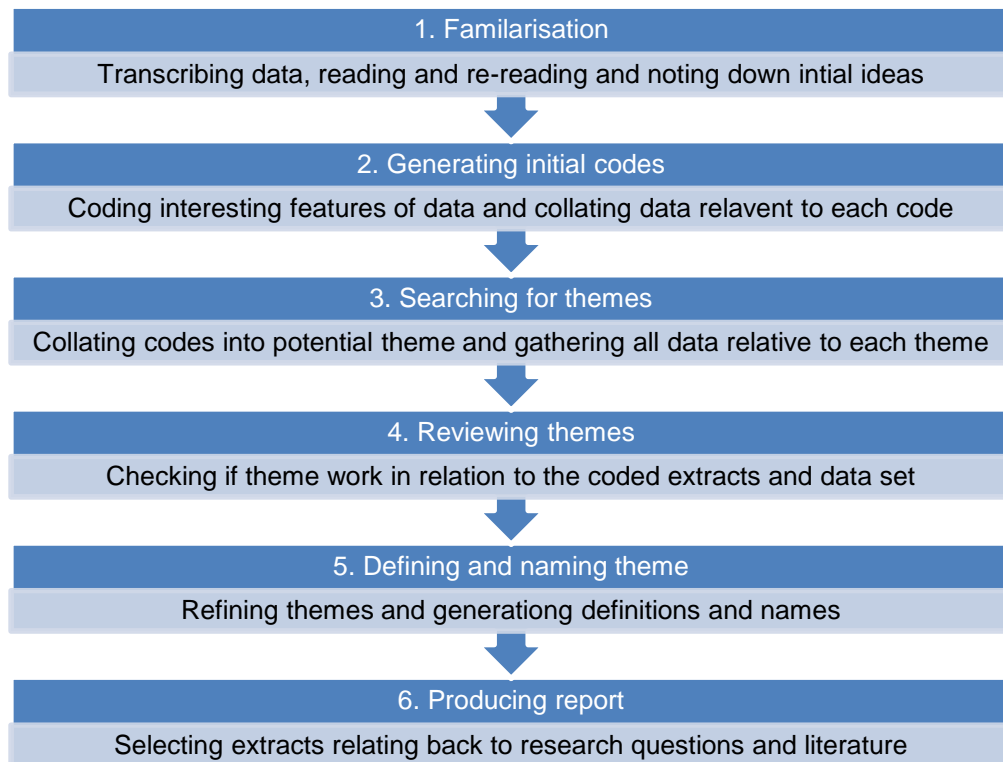 1. Familarisation
Transcribing data, reading and re-reading and noting down intial ideas
2. Generating initial codes
Coding interesting features of data and collating data relavent to each code
3. Searching for themes
Collating codes into potential theme and gathering all data relative to each theme
4. Reviewing themes
Checking if theme work in relation to the coded extracts and data set
5. Defining and naming theme
Refining themes and generationg definitions and names
6. Producing report
Selecting extracts relating back to research questions and literature